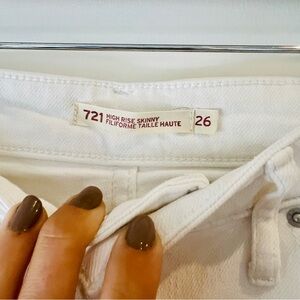 721 HIGH RISE SKINNY
FILIFORME TAILLE HAUTE
26